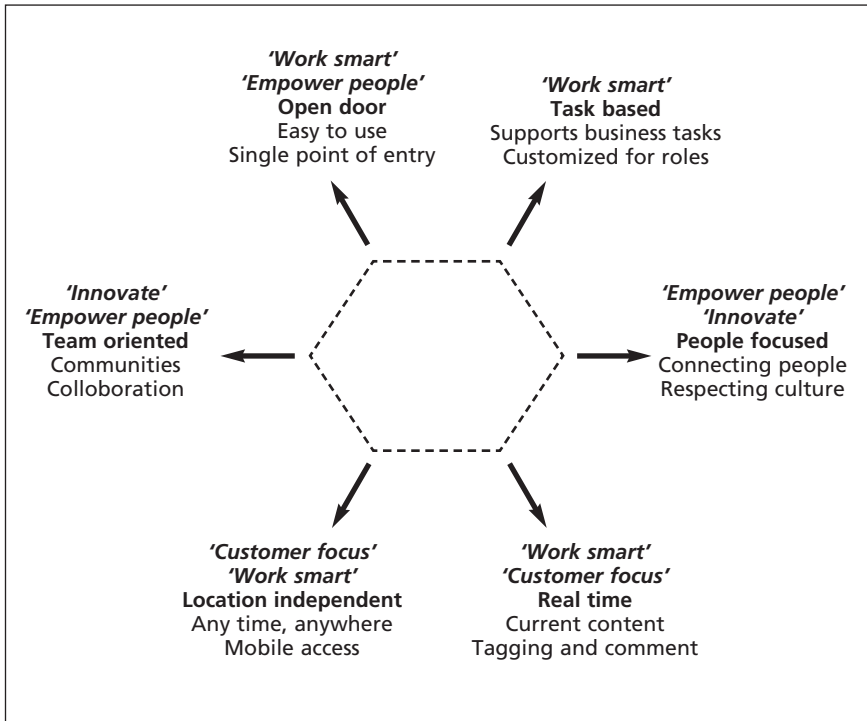 ‘Work smart’
‘Empower people’
Open door
Easy to use
Single point of entry
‘Work smart’
Task based
Supports business tasks
Customized for roles
‘Innovate’
‘Empower people’
Team oriented
Communities
Colloboration
‘Empower people’
‘Innovate’
People focused
Connecting people
Respecting culture
‘Customer focus’
‘Work smart’
Location independent
Any time, anywhere
Mobile access
‘Work smart’
‘Customer focus’
Real time
Current content
Tagging and comment